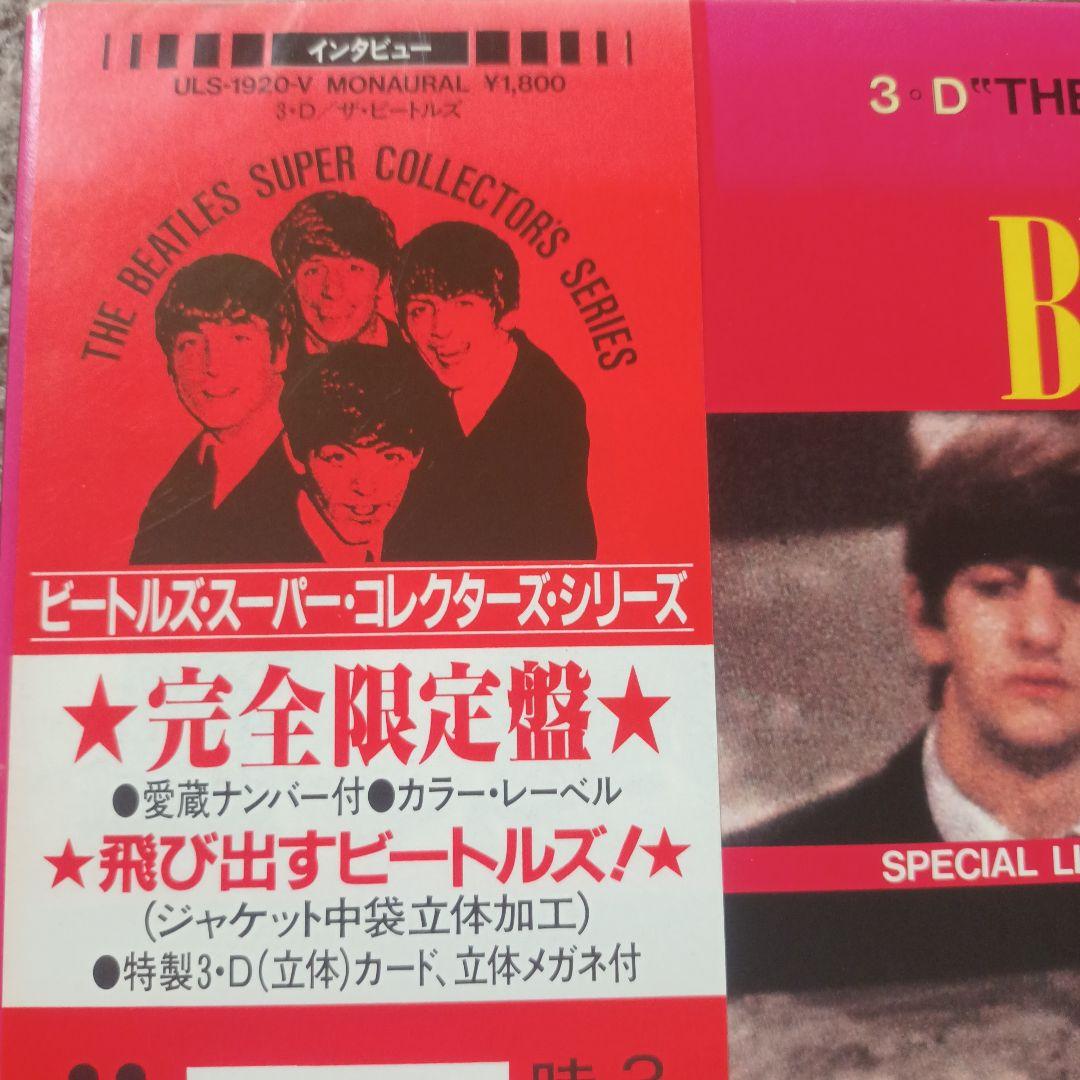 インタビュー
ULS-1920-V MONAURAL ¥1,800
3・D/ザ・ビートルズ
THE BEATLES SUPER COLLECTOR'S SERIES
ビートルズ・スーパー・コレクターズ・シリーズ
★完全限定盤★
●愛蔵ナンバー付●カラー・レーベル
★飛び出すビートルズ!★
(ジャケット中袋立体加工)
●特製3・D(立体)カード、立体メガネ付
3・D"THE
B
SPECIAL LI